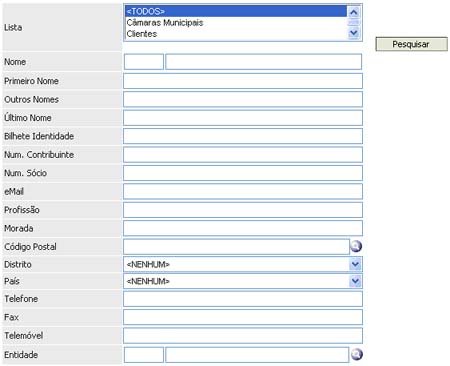 Lista
<TODOS>
Câmaras Municipais
Clientes
Pesquisar
Nome
Primeiro Nome
Outros Nomes
Último Nome
Bilhete Identidade
Num. Contribuinte
Num. Sócio
eMail
Profissão
Morada
Código Postal
Distrito <NENHUM>
País <NENHUM>
Telefone
Fax
Telemóvel
Entidade